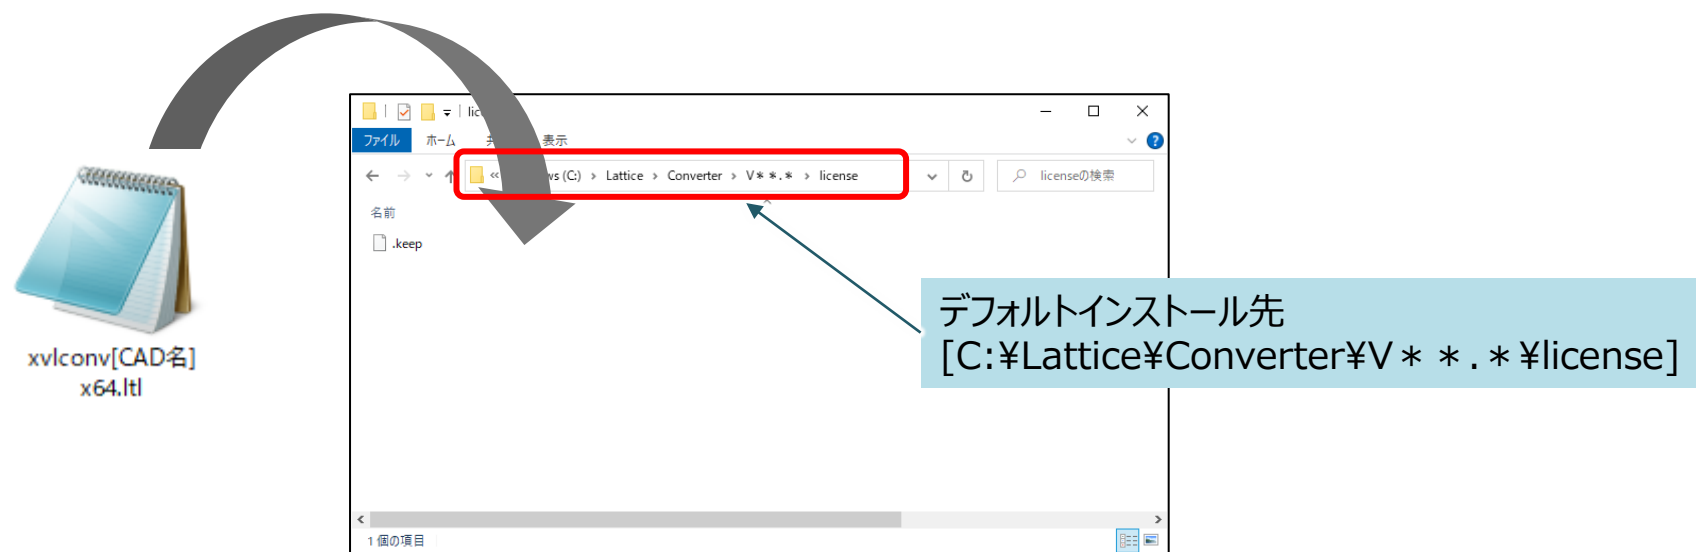 ファイル ホーム 表示
Lattice › Converter › V＊＊.＊ › license
licenseの検索
名前
.keep
xvlconv[CAD名]
x64.ltl
デフォルトインストール先
[C:¥Lattice¥Converter¥V＊＊.＊¥license]
1 個の項目